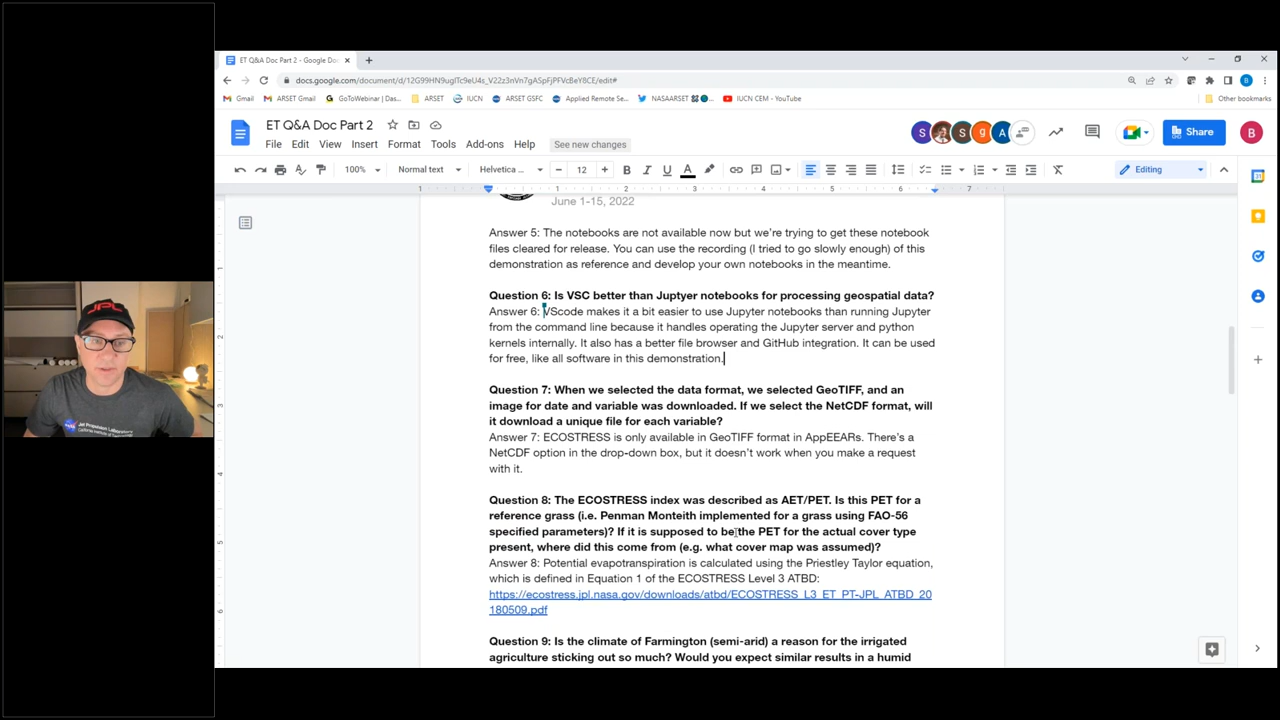 ET Q&A Doc Part 2 - Google Doc
docs.google.com/document/d/12G99HN9uglTc9eU4s_V22z3nVn7gASpFjPFVcBeY8CE/edit#
Gmail ARSET Gmail GoToWebinar | Das... ARSET IUCN ARSET GSFC Applied Remote Se... NASAARSET IUCN CEM - YouTube Other bookmarks
ET Q&A Doc Part 2
S S g A Share B
File Edit View Insert Format Tools Add-ons Help See new changes
100% Normal text Helvetica ... 12 B I U A Editing
1 1 2 3 4 5 6 7
June 1-15, 2022
Answer 5: The notebooks are not available now but we're trying to get these notebook
files cleared for release. You can use the recording (I tried to go slowly enough) of this
demonstration as reference and develop your own notebooks in the meantime.
Question 6: Is VSC better than Juptyer notebooks for processing geospatial data?
Answer 6: VScode makes it a bit easier to use Jupyter notebooks than running Jupyter
from the command line because it handles operating the Jupyter server and python
kernels internally. It also has a better file browser and GitHub integration. It can be used
for free, like all software in this demonstration.
Question 7: When we selected the data format, we selected GeoTIFF, and an
image for date and variable was downloaded. If we select the NetCDF format, will
it download a unique file for each variable?
Answer 7: ECOSTRESS is only available in GeoTIFF format in AppEEARs. There's a
NetCDF option in the drop-down box, but it doesn't work when you make a request
with it.
Question 8: The ECOSTRESS index was described as AET/PET. Is this PET for a
reference grass (i.e. Penman Monteith implemented for a grass using FAO-56
specified parameters)? If it is supposed to be the PET for the actual cover type
present, where did this come from (e.g. what cover map was assumed)?
Answer 8: Potential evapotranspiration is calculated using the Priestley Taylor equation,
which is defined in Equation 1 of the ECOSTRESS Level 3 ATBD:
https://ecostress.jpl.nasa.gov/downloads/atbd/ECOSTRESS_L3_ET_PT-JPL_ATBD_20
180509.pdf
Question 9: Is the climate of Farmington (semi-arid) a reason for the irrigated
agriculture sticking out so much? Would you expect similar results in a humid
JPL
Jet Propulsion Laboratory